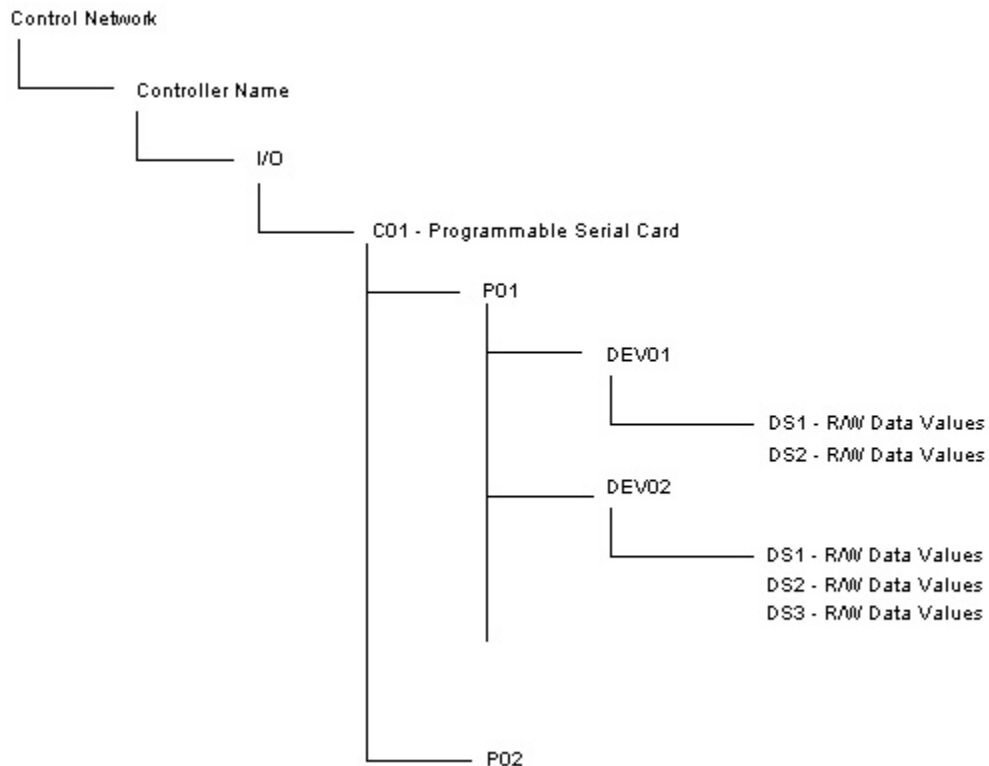 Control Network
Controller Name
I/O
C01 - Programmable Serial Card
P01
DEV01
DS1 - R/W Data Values
DS2 - R/W Data Values
DEV02
DS1 - R/W Data Values
DS2 - R/W Data Values
DS3 - R/W Data Values
P02